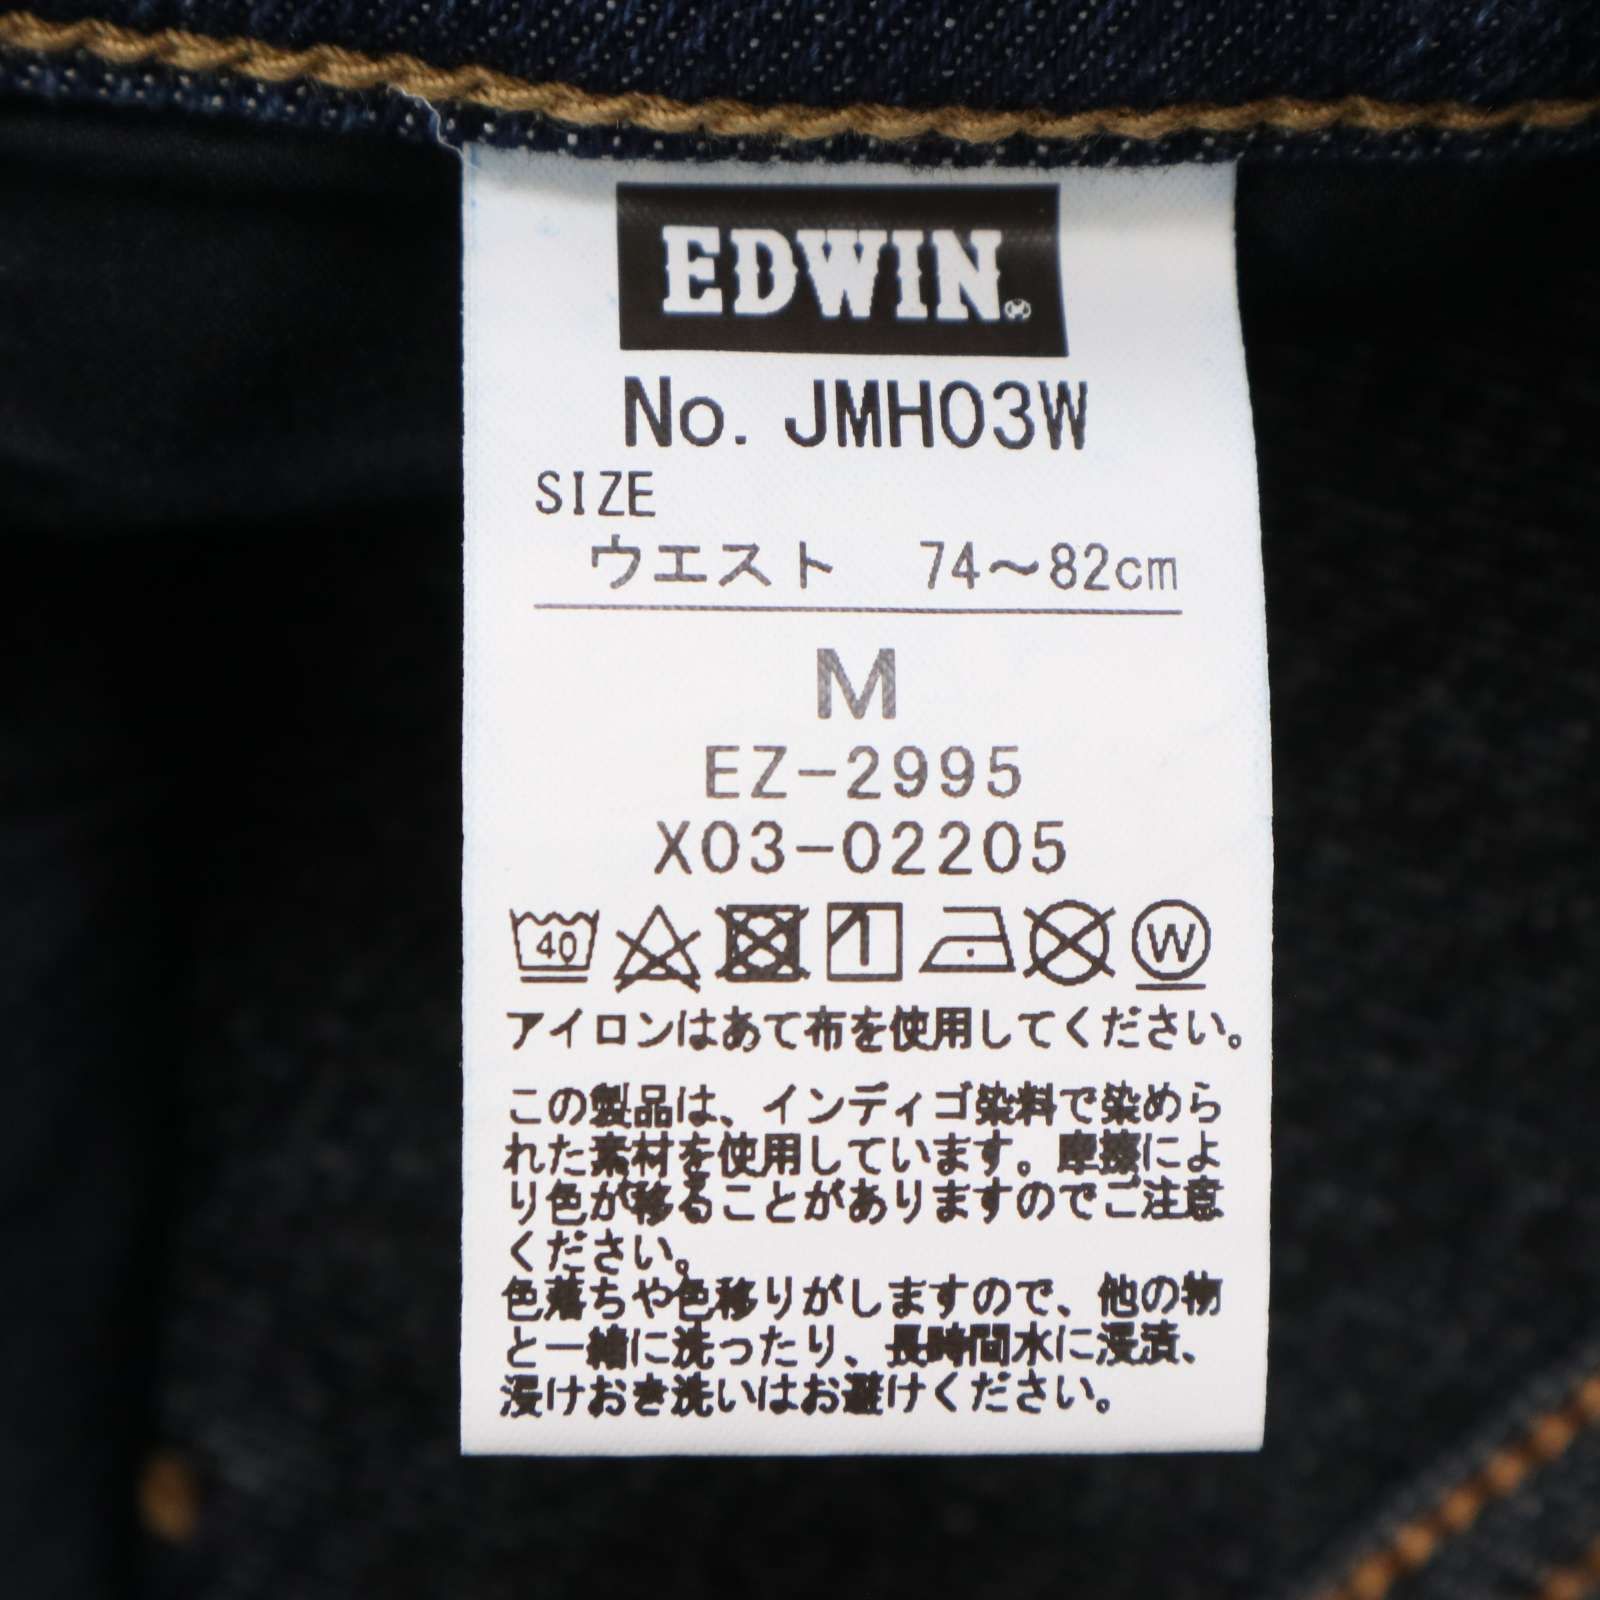 EDWIN®
No. JMH03W
SIZE
ウエスト 74〜82cm
M
EZ-2995
X03-02205
40 1 W
アイロンはあて布を使用してください。
この製品は、インディゴ染料で染めら
れた素材を使用しています。摩擦によ
り色が移ることがありますのでご注意
ください。
色落ちや色移りがしますので、他の物
と一緒に洗ったり、長時間水に浸漬、
浸けおき洗いはお避けください。